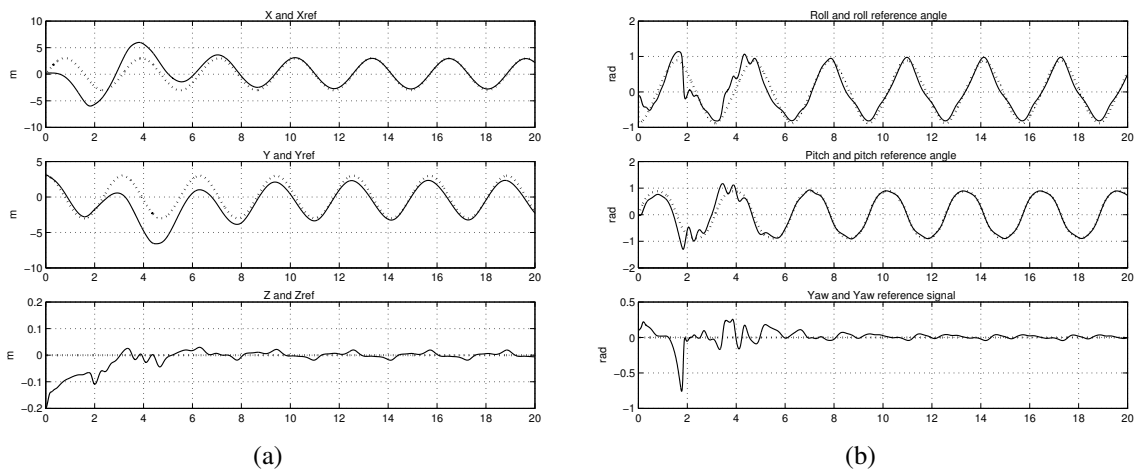 X and Xref
10
5
0
-5
-10
m
0 2 4 6 8 10 12 14 16 18 20
Y and Yref
5
0
-5
-10
m
0 2 4 6 8 10 12 14 16 18 20
Z and Zref
0.2
0.1
0
-0.1
-0.2
m
0 2 4 6 8 10 12 14 16 18 20
(a)
Roll and roll reference angle
2
1
0
-1
rad
0 2 4 6 8 10 12 14 16 18 20
Pitch and pitch reference angle
2
1
0
-1
-2
rad
0 2 4 6 8 10 12 14 16 18 20
Yaw and Yaw reference signal
0.5
0
-0.5
-1
rad
0 2 4 6 8 10 12 14 16 18 20
(b)